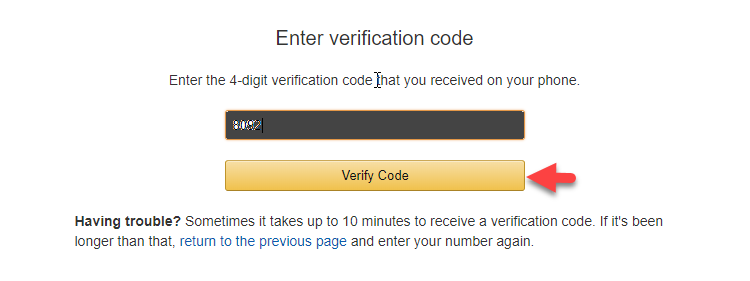 Enter verification code
Enter the 4-digit verification code that you received on your phone.
Verify Code
Having trouble? Sometimes it takes up to 10 minutes to receive a verification code. If it's been
longer than that, return to the previous page and enter your number again.